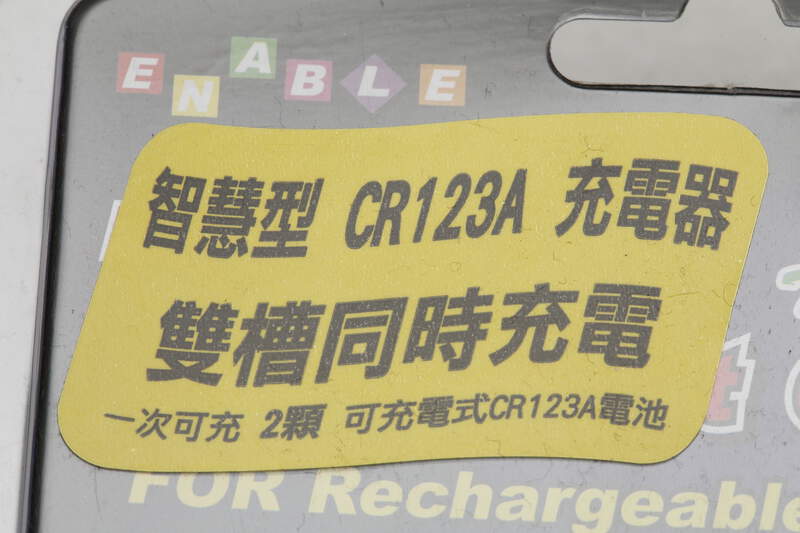 ENABLE
智慧型 CR123A 充電器
雙槽同時充電
一次可充 2顆 可充電式CR123A電池
FOR Rechargeable